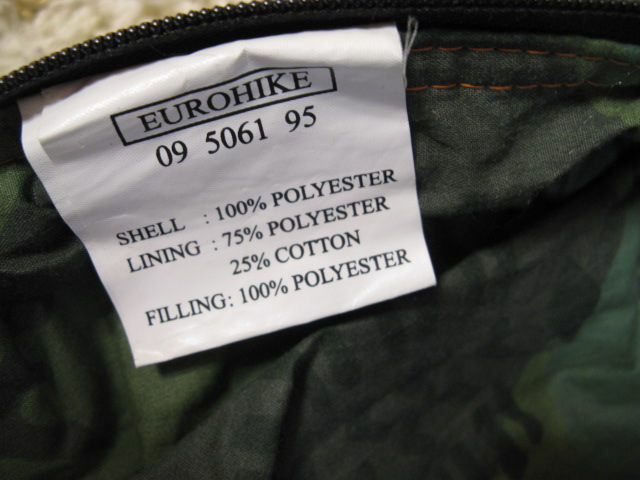 EUROHIKE
09 5061 95
SHELL : 100% POLYESTER
LINING : 75% POLYESTER
25% COTTON
FILLING: 100% POLYESTER